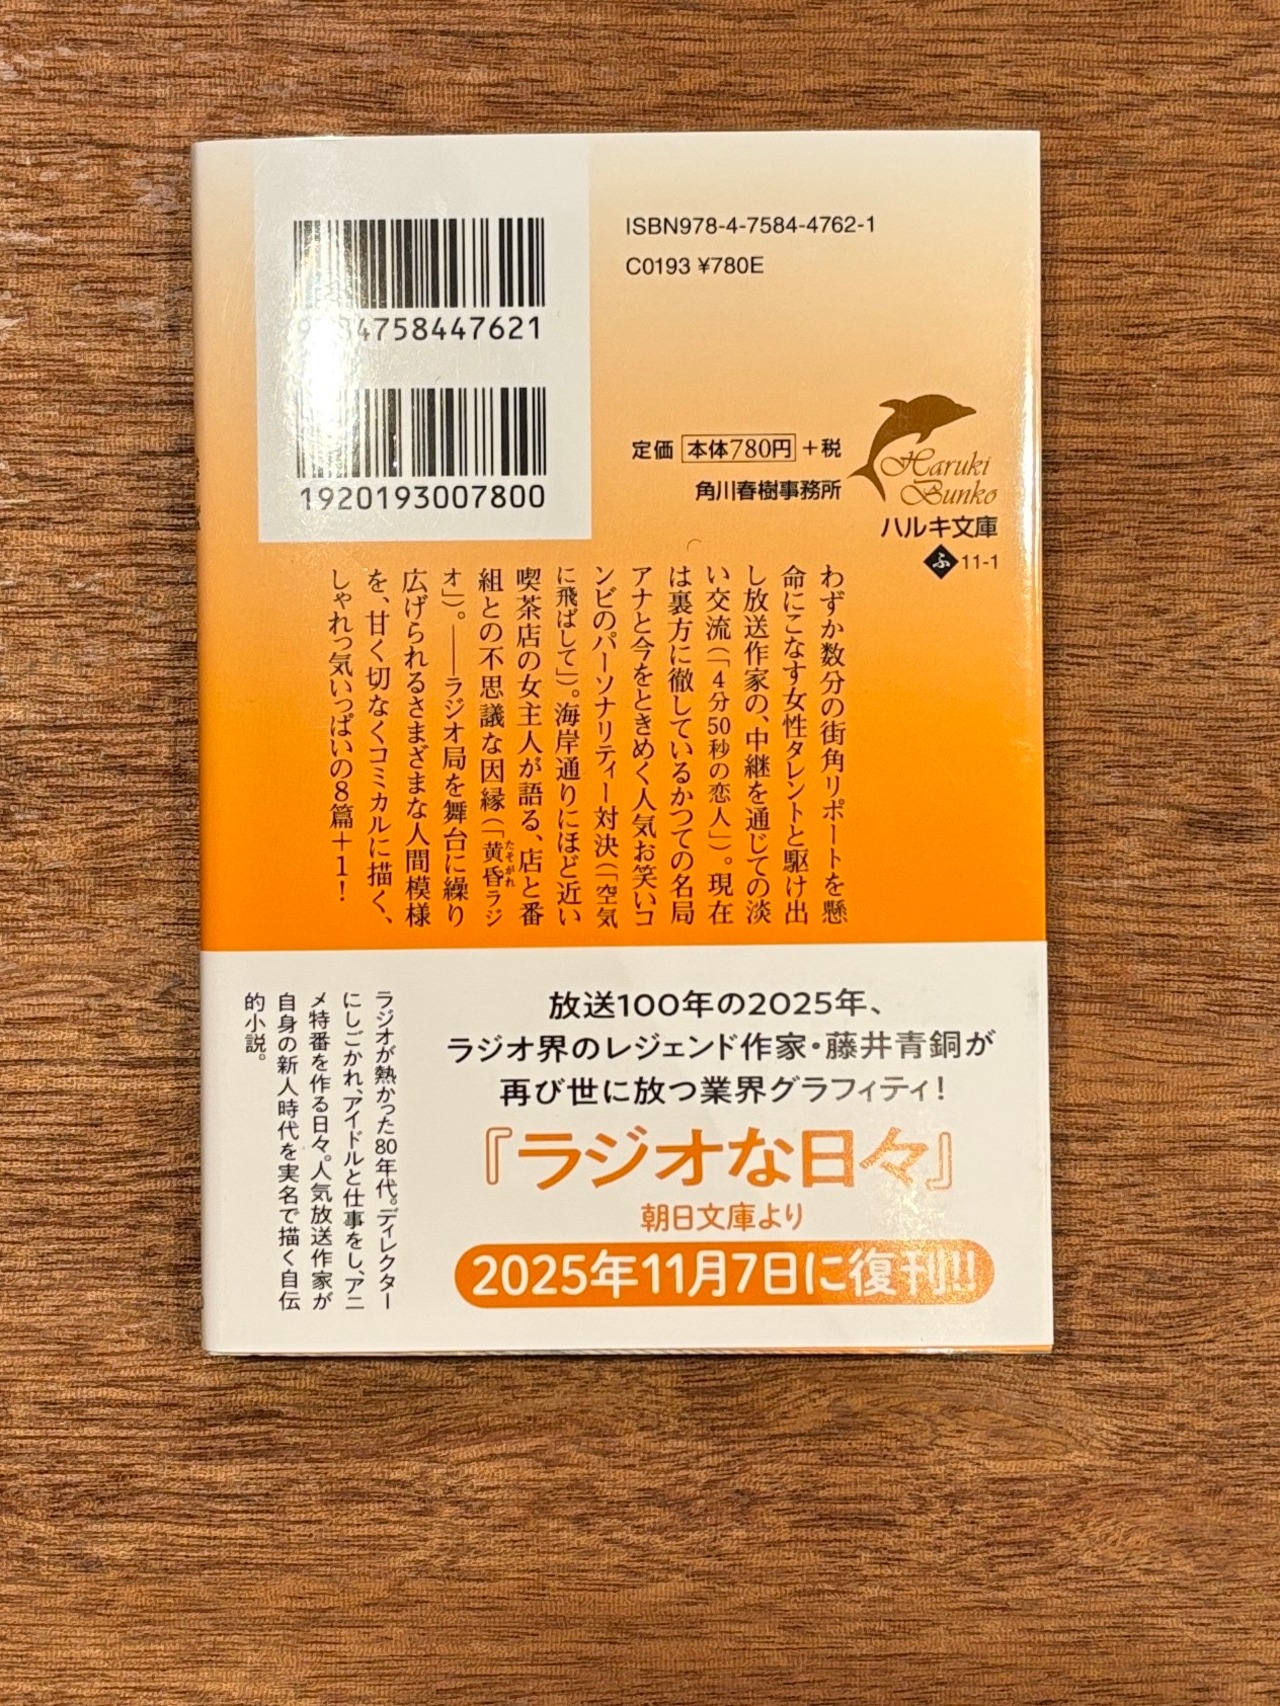 ISBN978-4-7584-4762-1
C0193 ¥780E
4758447621
1920193007800
定価 本体780円 +税
角川春樹事務所
Haruki
Bunko
ハルキ文庫
ふ 11-1
わずか数分の街角リポートを懸
命にこなす女性タレントと駆け出
し放送作家の、中継を通じての淡
い交流(「4分50秒の恋人」)。現在
は裏方に徹しているかつての名局
アナと今をときめく人気お笑いコ
ンビのパーソナリティー対決(「空気
に飛ばして」)。海岸通りにほど近い
喫茶店の女主人が語る、店と番
組との不思議な因縁(「黄昏ラジ
たそがれ
オ」)。——ラジオ局を舞台に繰り
広げられるさまざまな人間模様
を、甘く切なくコミカルに描く、
しゃれっ気いっぱいの8篇+1!
放送100年の2025年、
ラジオ界のレジェンド作家・藤井青銅が
再び世に放つ業界グラフィティ!
『ラジオな日々』
朝日文庫より
2025年11月7日に復刊!!
ラジオが熱かった80年代。ディレクター
にしごかれ、アイドルと仕事をし、アニ
メ特番を作る日々。人気放送作家が
自身の新人時代を実名で描く自伝
的小説。